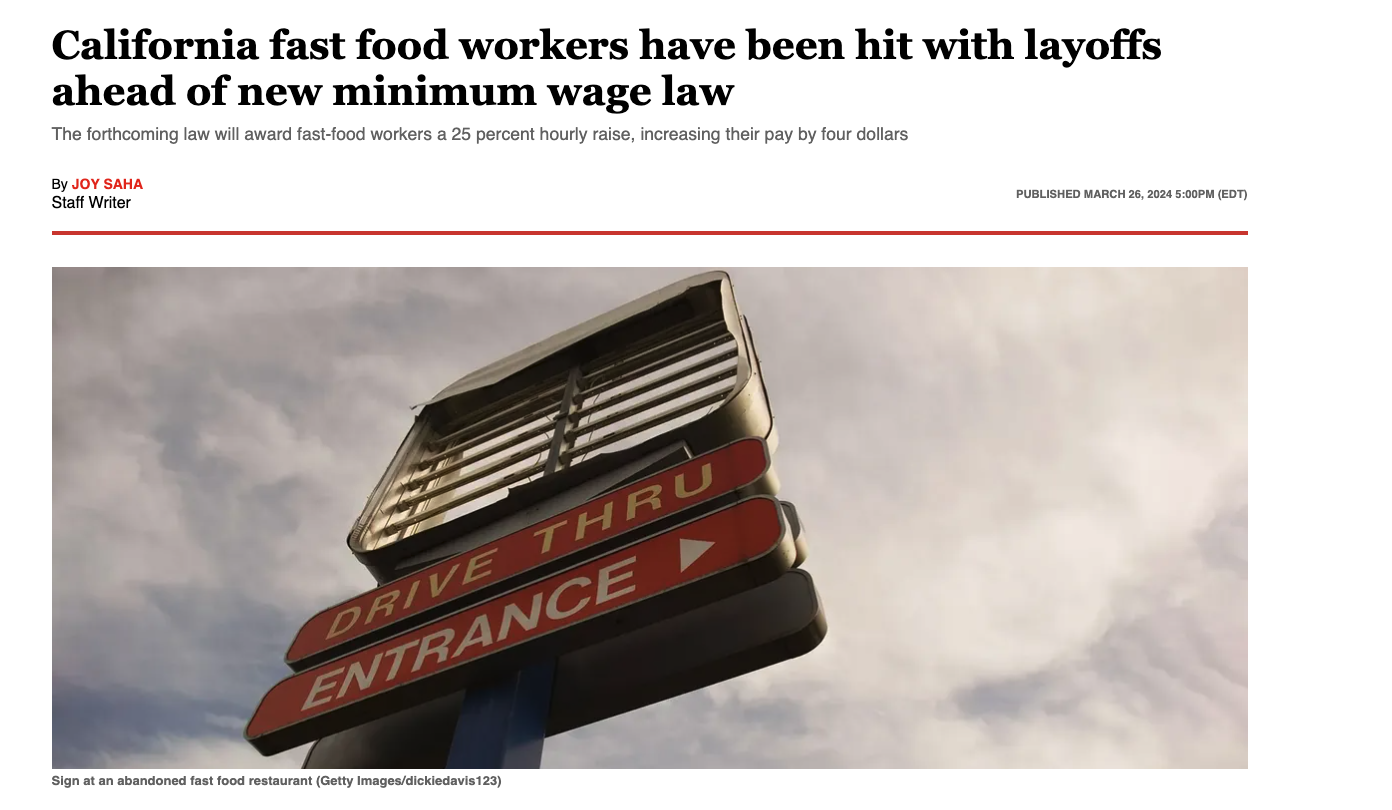 California fast food workers have been hit with layoffs
ahead of new minimum wage law
The forthcoming law will award fast-food workers a 25 percent hourly raise, increasing their pay by four dollars
By JOY SAHA
Staff Writer
PUBLISHED MARCH 26, 2024 5:00PM (EDT)
DRIVE THRU
ENTRANCE
Sign at an abandoned fast food restaurant (Getty Images/dickiedavis123)